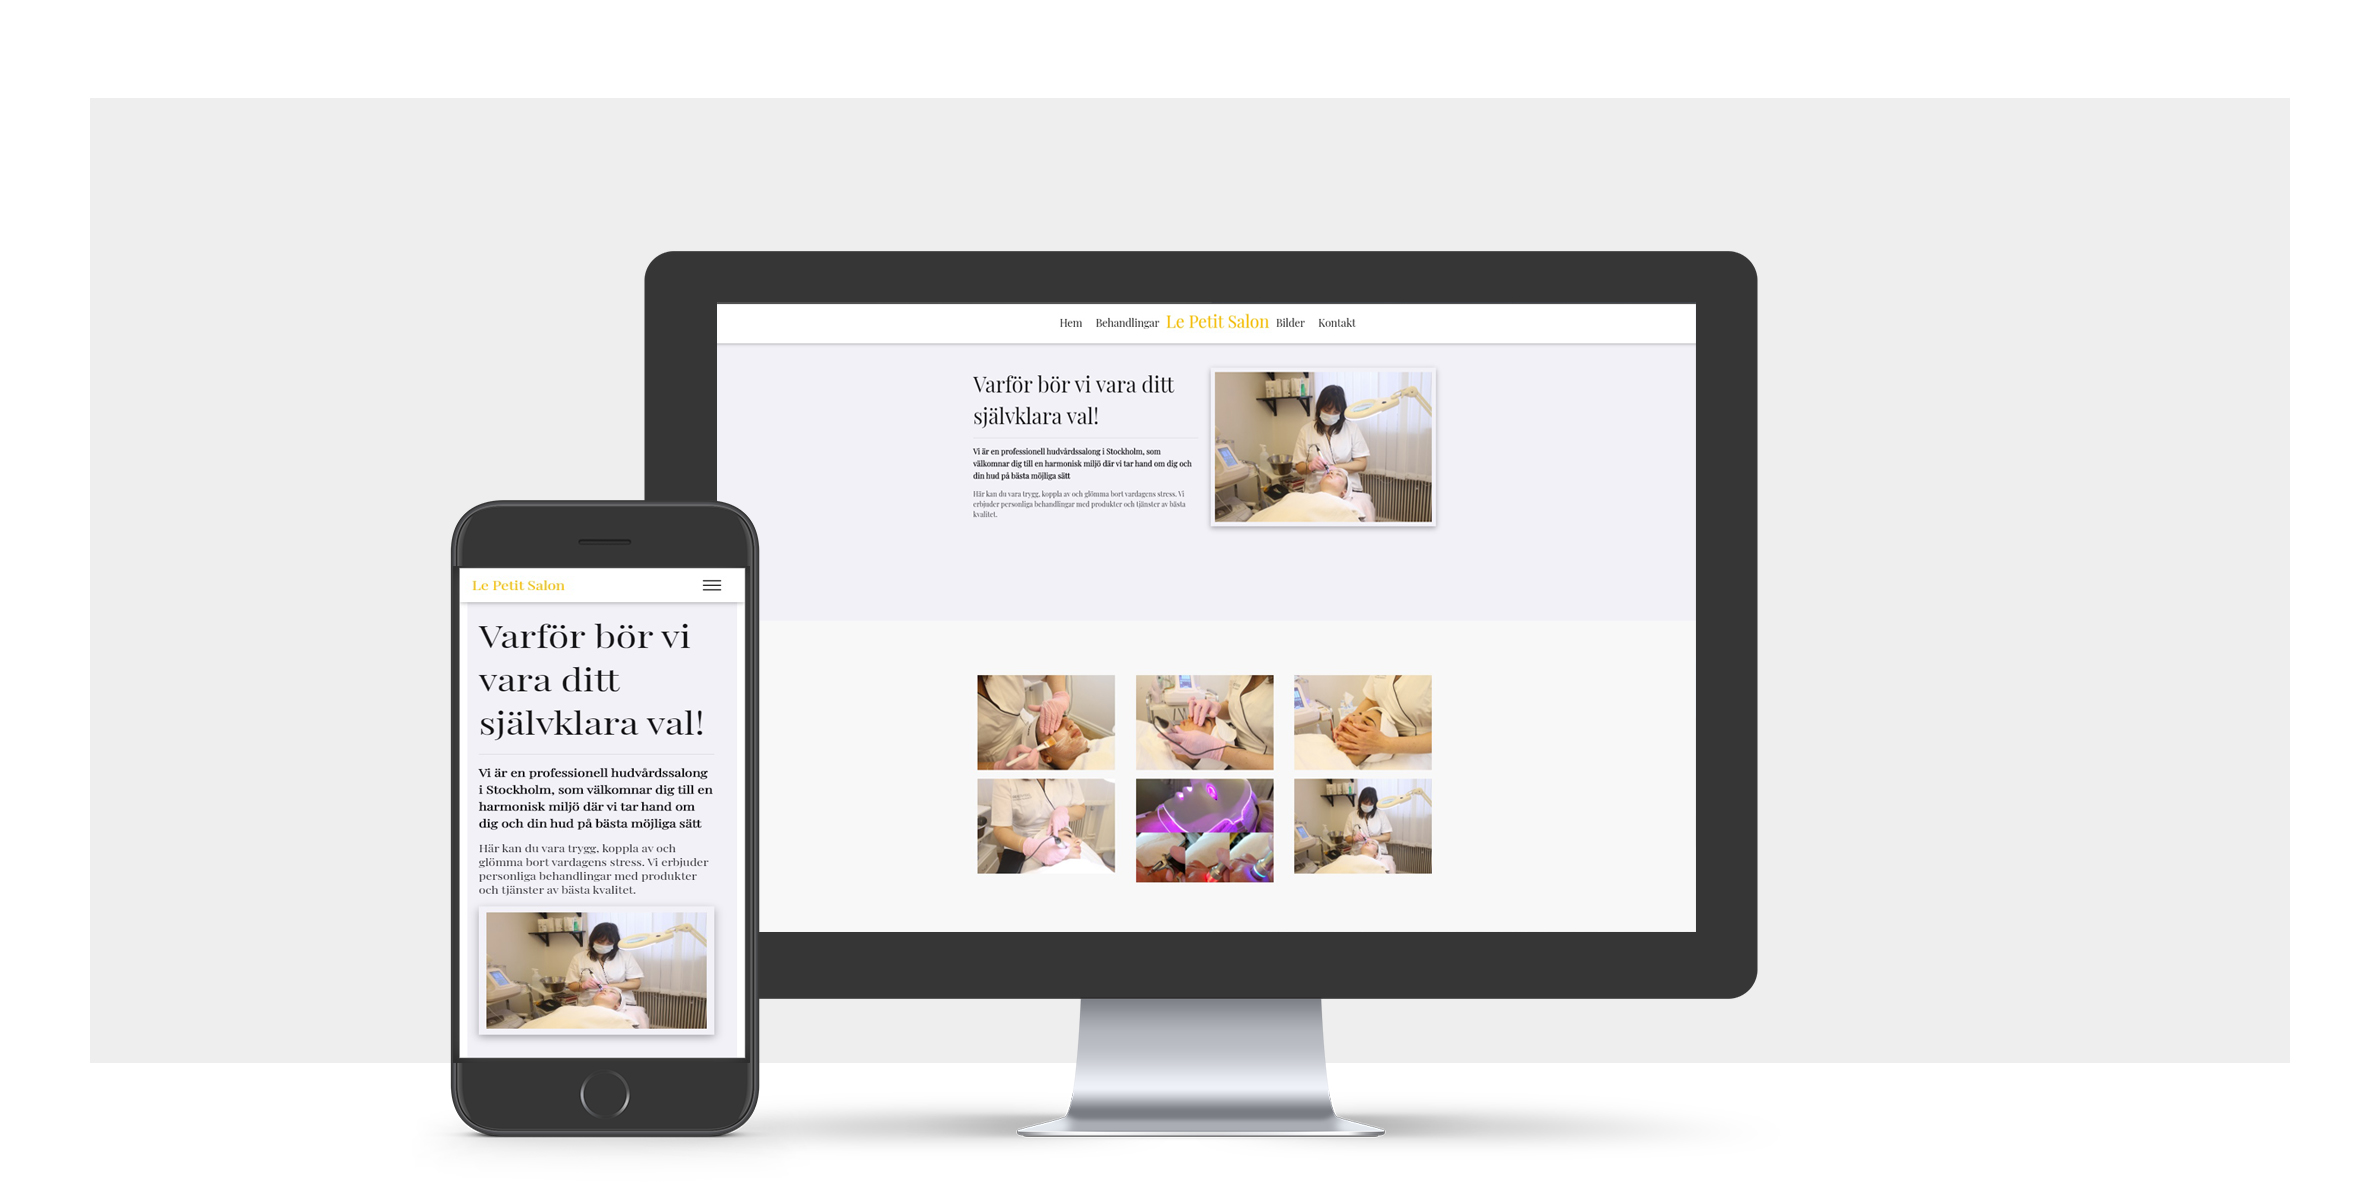 Hem Behandlingar Le Petit Salon Bilder Kontakt
Varför bör vi vara ditt
självklara val!
Vi är en professionell hudvårdssalong i Stockholm, som
välkomnar dig till en harmonisk miljö där vi tar hand om dig och
din hud på bästa möjliga sätt
Här kan du vara trygg, koppla av och glömma bort vardagens stress. Vi
erbjuder personliga behandlingar med produkter och tjänster av bästa
kvalitet.
Le Petit Salon
Varför bör vi
vara ditt
självklara val!
Vi är en professionell hudvårdssalong
i Stockholm, som välkomnar dig till en
harmonisk miljö där vi tar hand om
dig och din hud på bästa möjliga sätt
Här kan du vara trygg, koppla av och
glömma bort vardagens stress. Vi erbjuder
personliga behandlingar med produkter
och tjänster av bästa kvalitet.